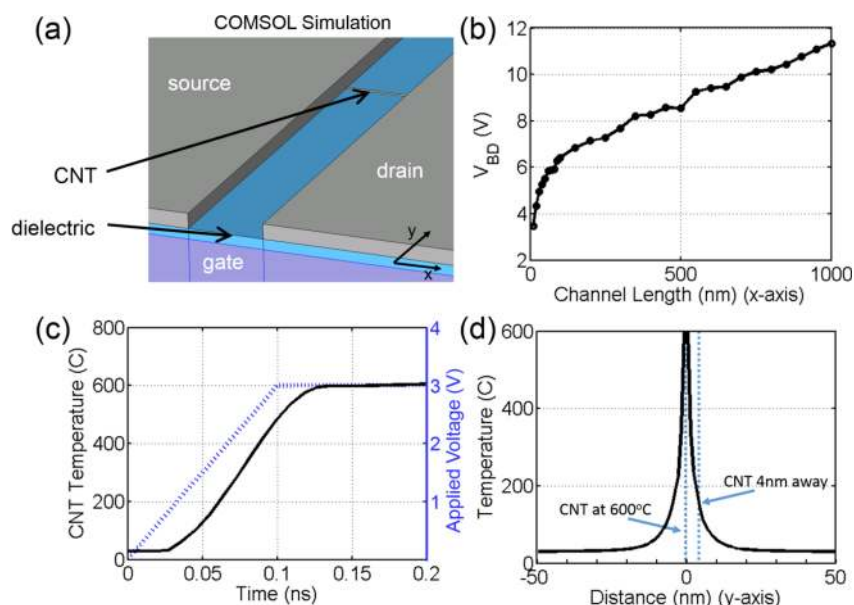 COMSOL Simulation
(a)
source
CNT
drain
dielectric
gate
y
x
(b)
12
10
8
6
4
2
V_BD (V)
0
500
1000
Channel Length (nm) (x-axis)
(c)
800
600
400
200
0
CNT Temperature (C)
4
3
2
1
Applied Voltage (V)
0
0.05
0.1
0.15
0.2
Time (ns)
(d)
600
400
200
0
Temperature (C)
CNT 4nm away
CNT at 600°C
-50
0
50
Distance (nm) (y-axis)